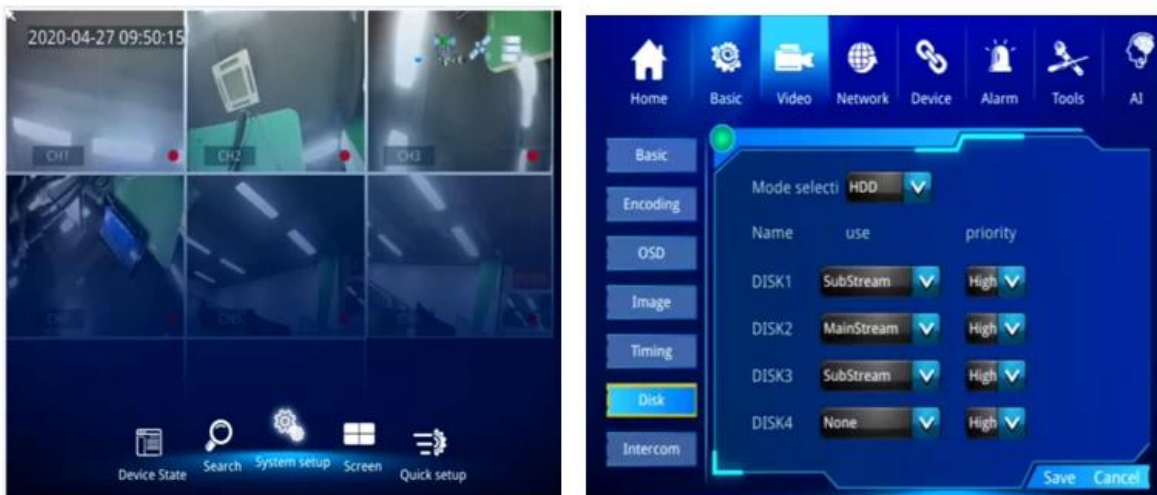 2020-04-27 09:50:15
CH1
CH2
CH3
Device State
Search
System setup
Screen
Quick setup
Home
Basic
Video
Network
Device
Alarm
Tools
AI
Basic
Encoding
OSD
Image
Timing
Disk
Intercom
Mode selecti HDD
Name use priority
DISK1 SubStream High
DISK2 MainStream High
DISK3 SubStream High
DISK4 None High
Save Cancel